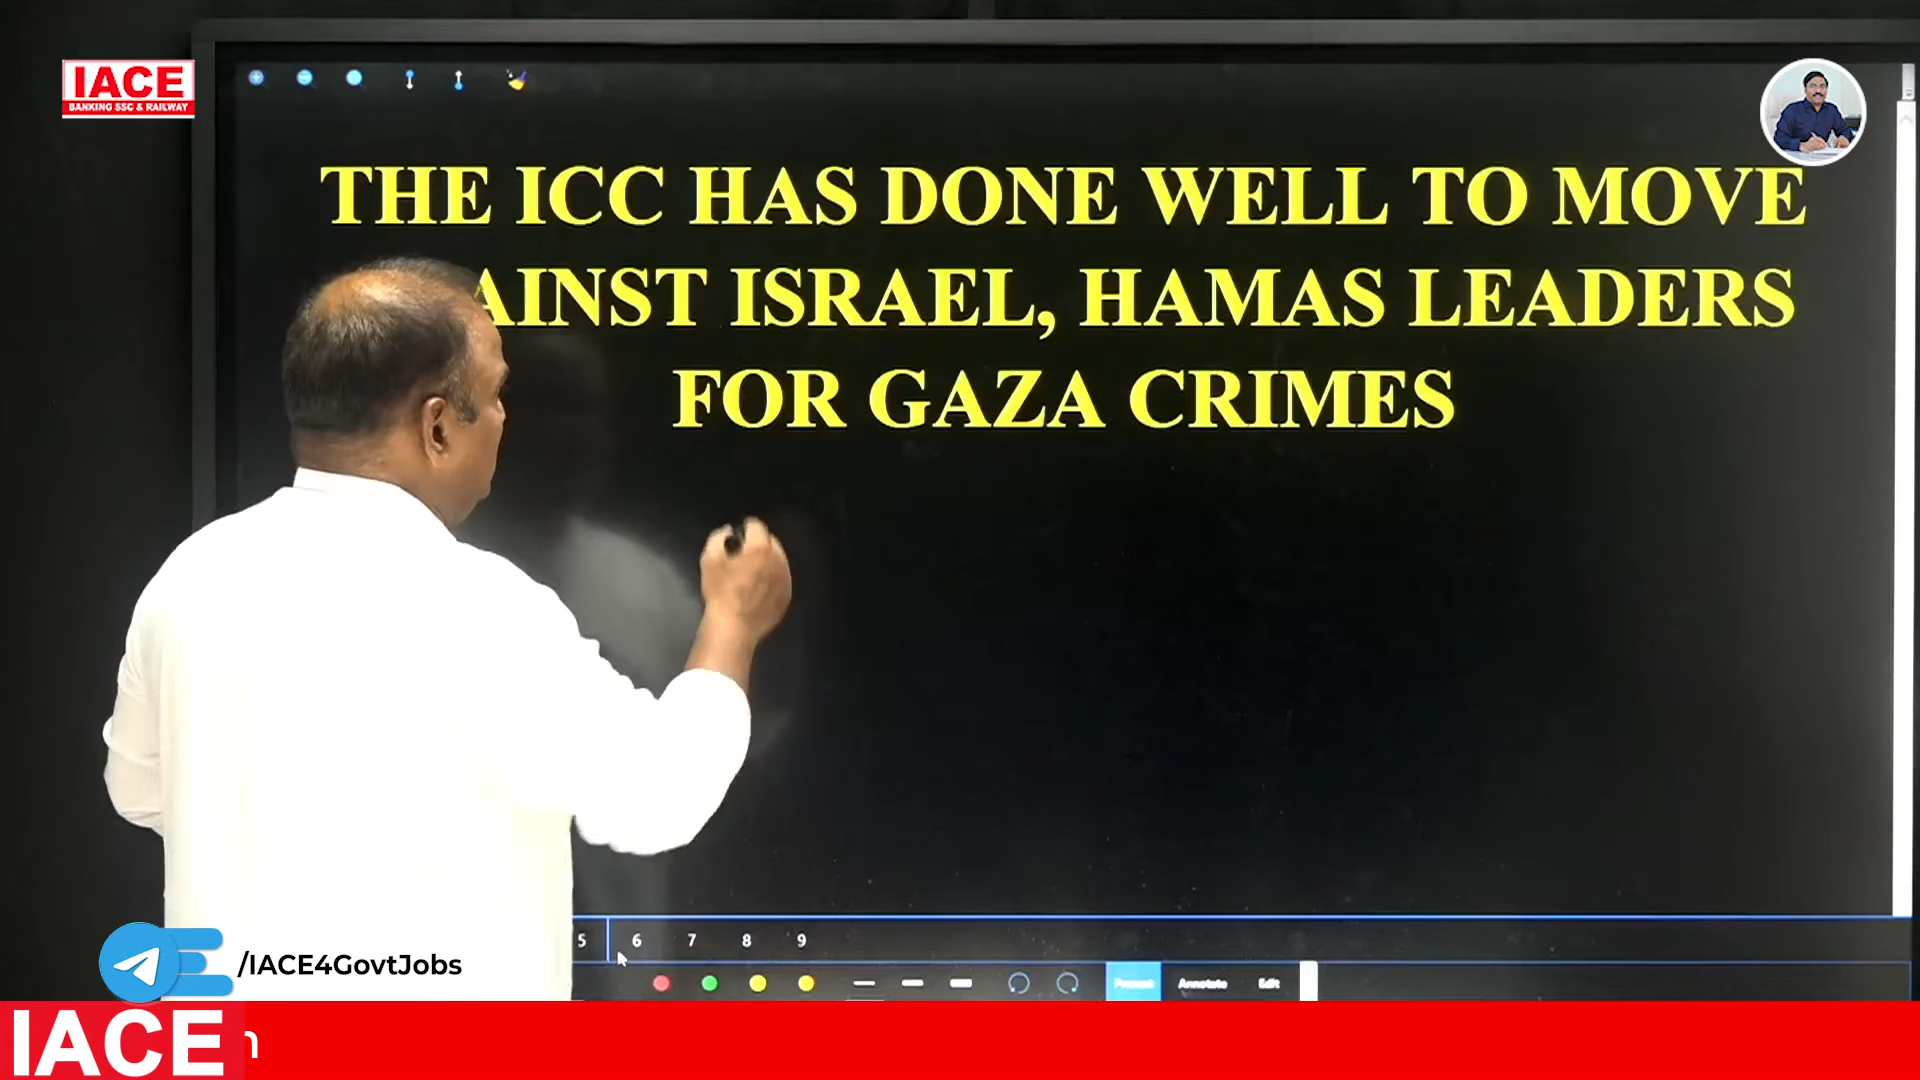 IACE
BANKING SSC & RAILWAY
THE ICC HAS DONE WELL TO MOVE
AINST ISRAEL, HAMAS LEADERS
FOR GAZA CRIMES
5 6 7 8 9
Present Annotate Edit
/IACE4GovtJobs
IACE